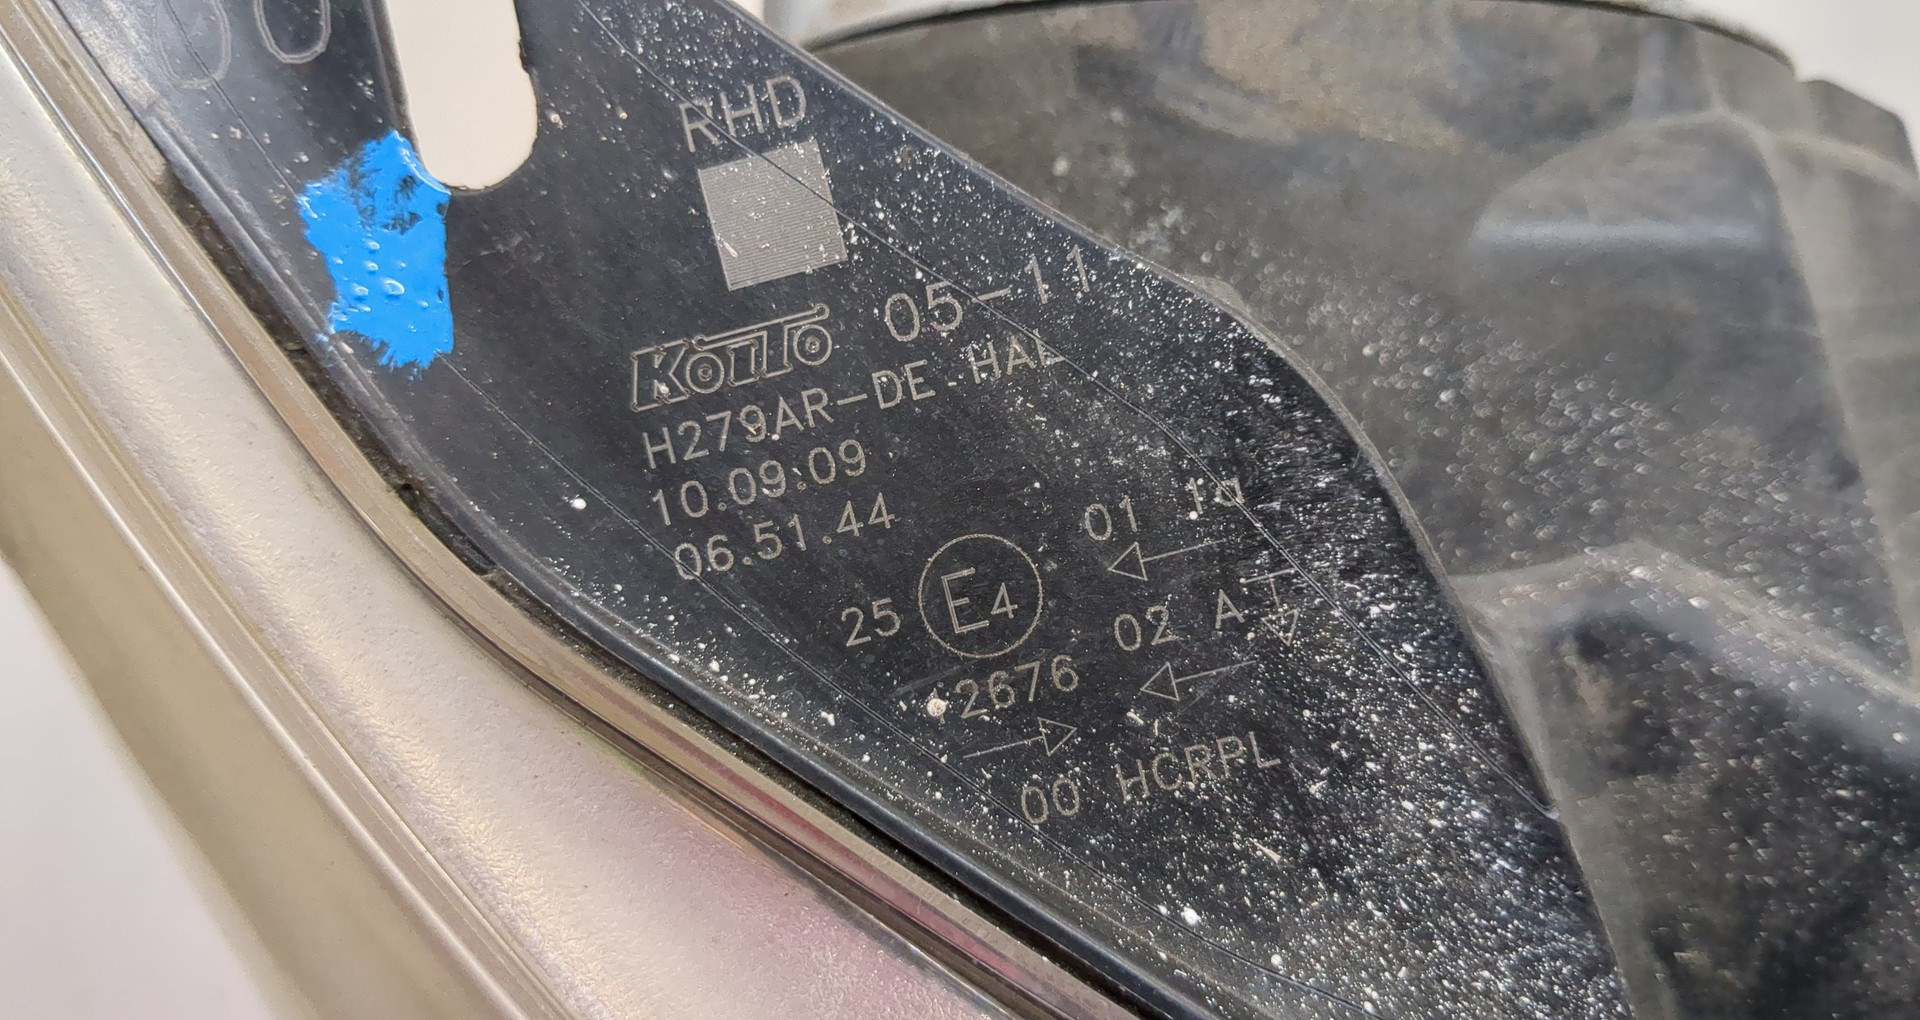 RHD
KOITO 05-11
H279AR-DE HAL
10.09.09
06.51.44
01 1a
25 E4
02 A
2676
00 HCRPL